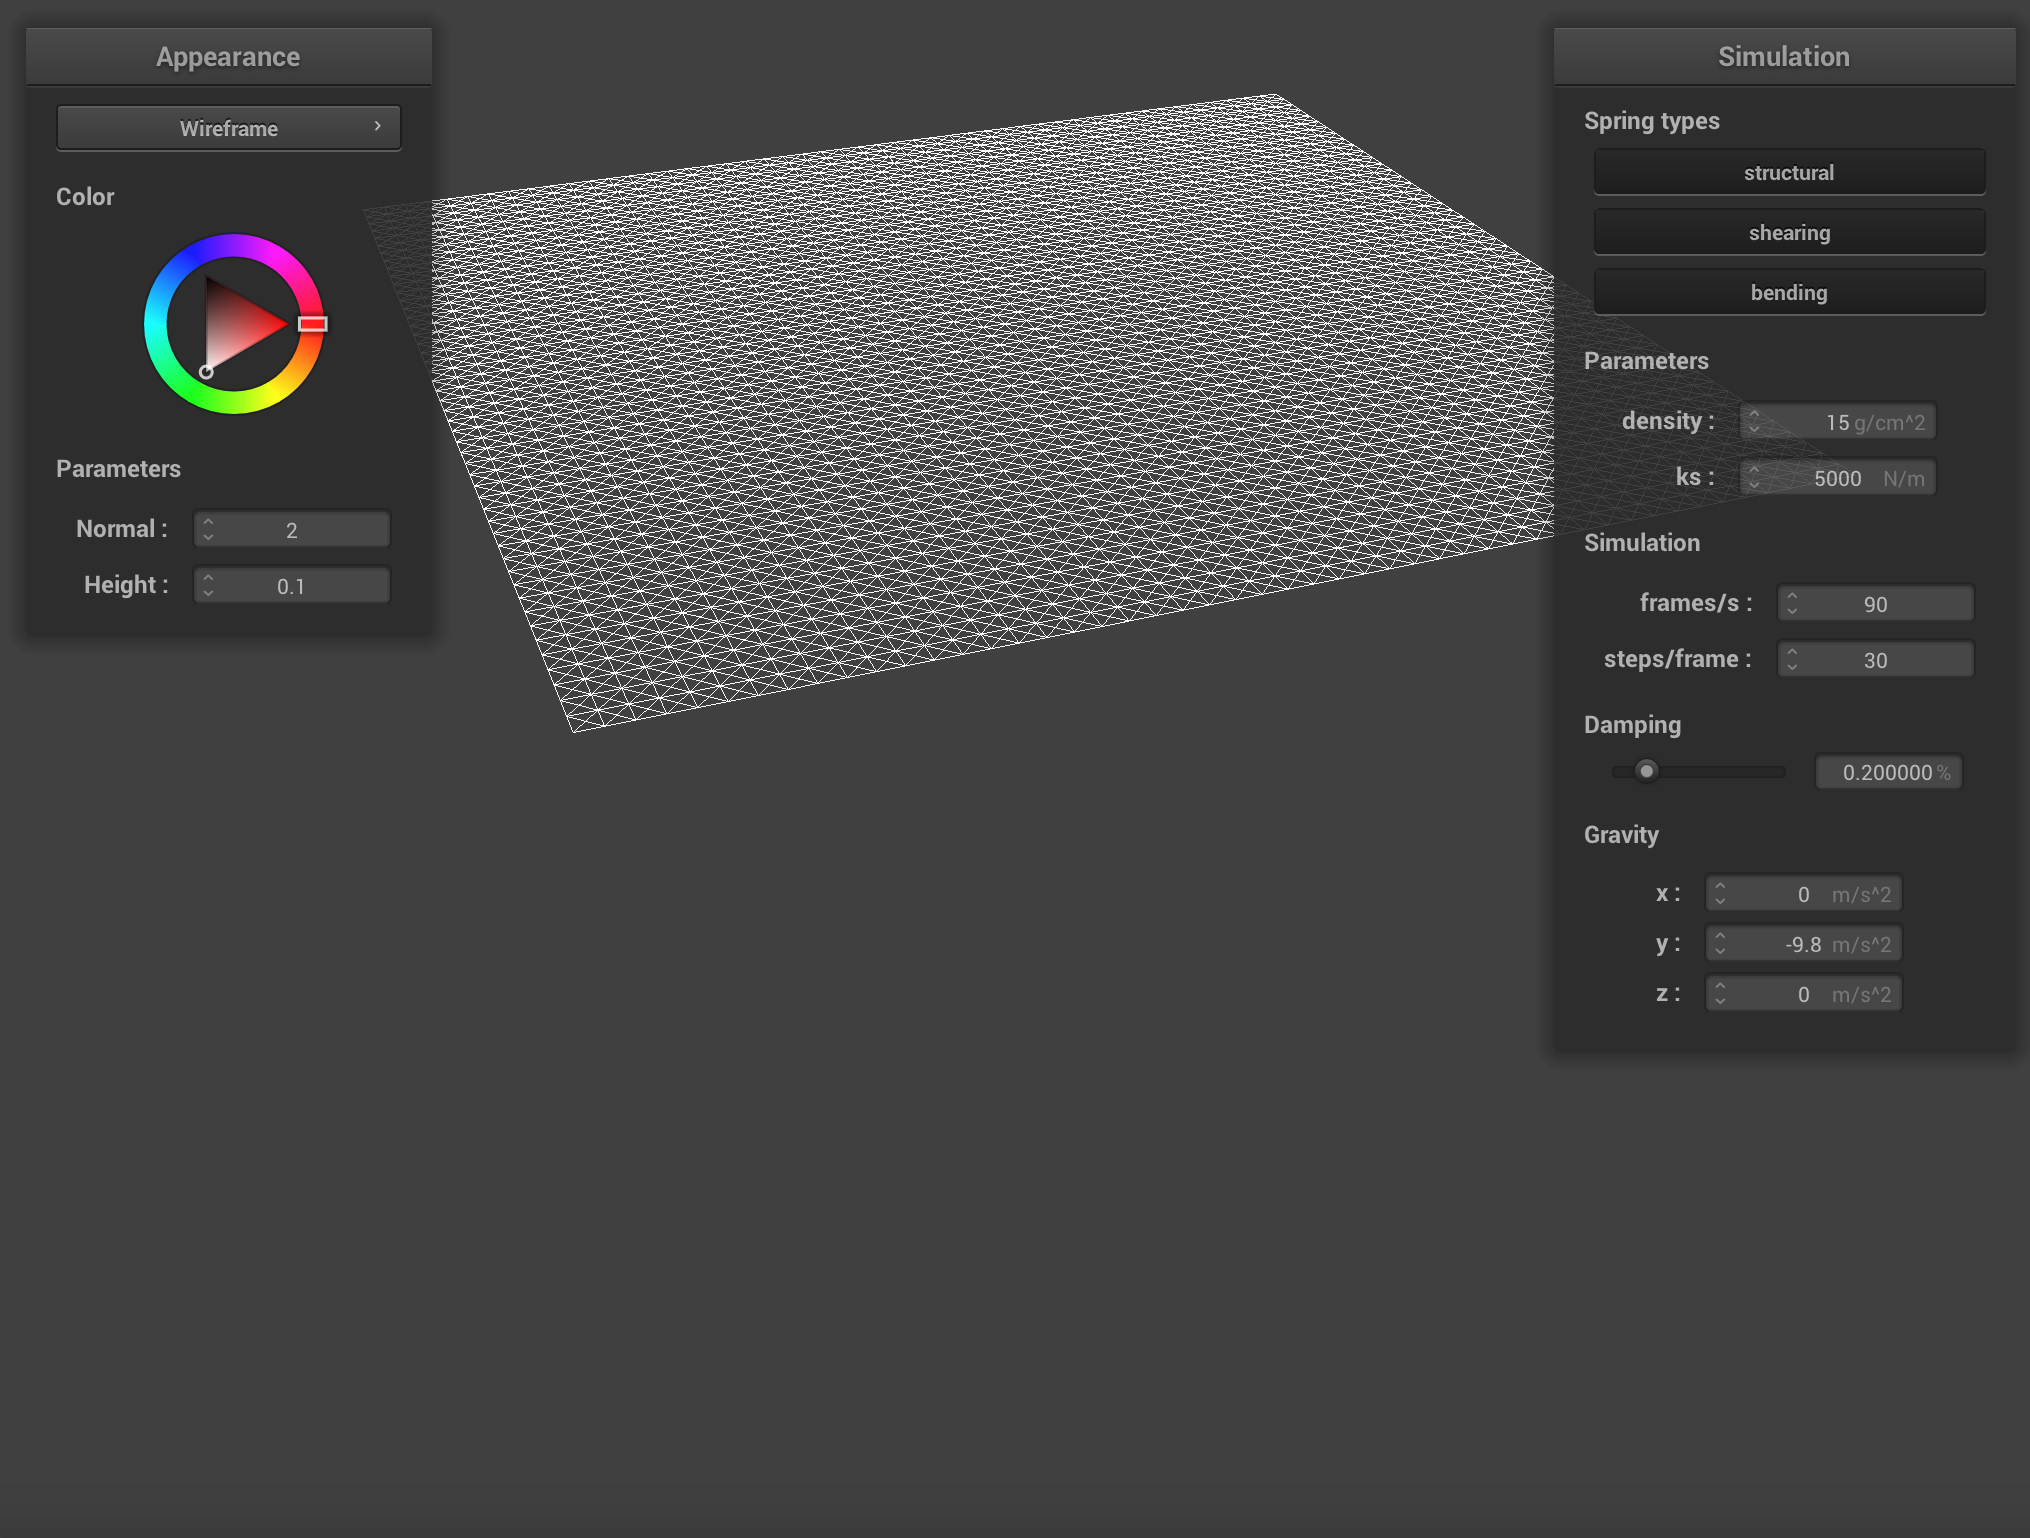 Appearance
Wireframe
Color
Parameters
Normal : 2
Height : 0.1
Simulation
Spring types
structural
shearing
bending
Parameters
density : 15 g/cm^2
ks : 5000 N/m
Simulation
frames/s : 90
steps/frame : 30
Damping
0.200000 %
Gravity
x : 0 m/s^2
y : -9.8 m/s^2
z : 0 m/s^2